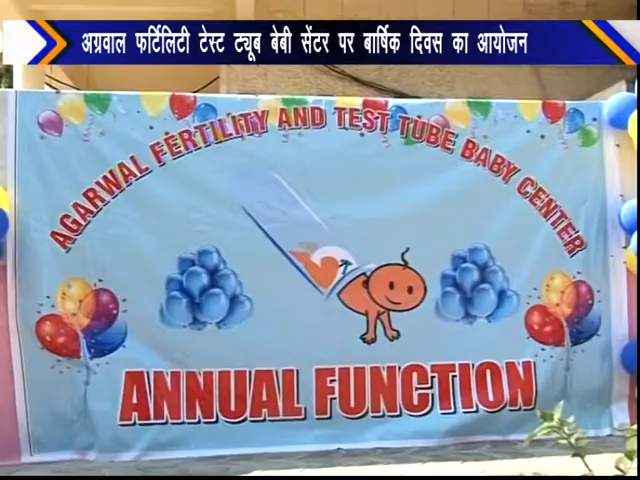 अग्रवाल फर्टिलिटी टेस्ट ट्यूब बेबी सेंटर पर बार्षिक दिवस का आयोजन
AGARWAL FERTILITY AND TEST TUBE BABY CENTER
ANNUAL FUNCTION